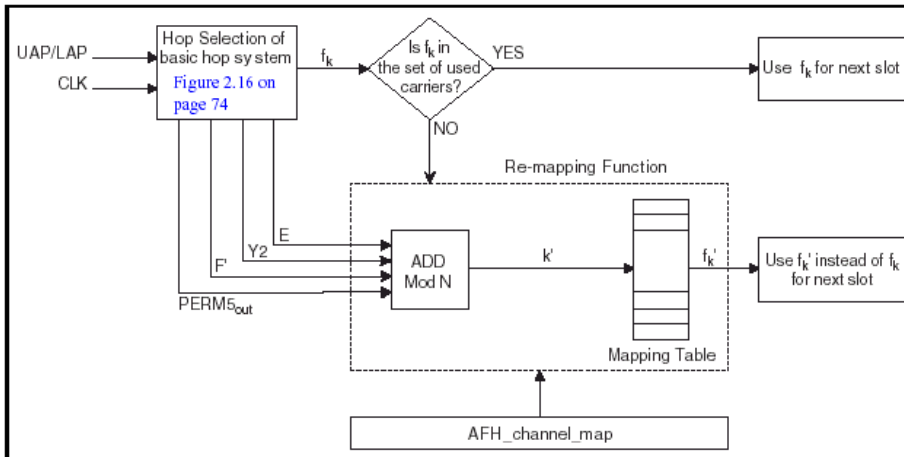 UAP/LAP
CLK
Hop Selection of
basic hop system
Figure 2.16 on
page 74
fk
Is fk in
the set of used
carriers?
YES
Use fk for next slot
NO
Re-mapping Function
E
Y2
F'
PERM5out
ADD
Mod N
k'
fk'
Use fk' instead of fk
for next slot
Mapping Table
AFH_channel_map